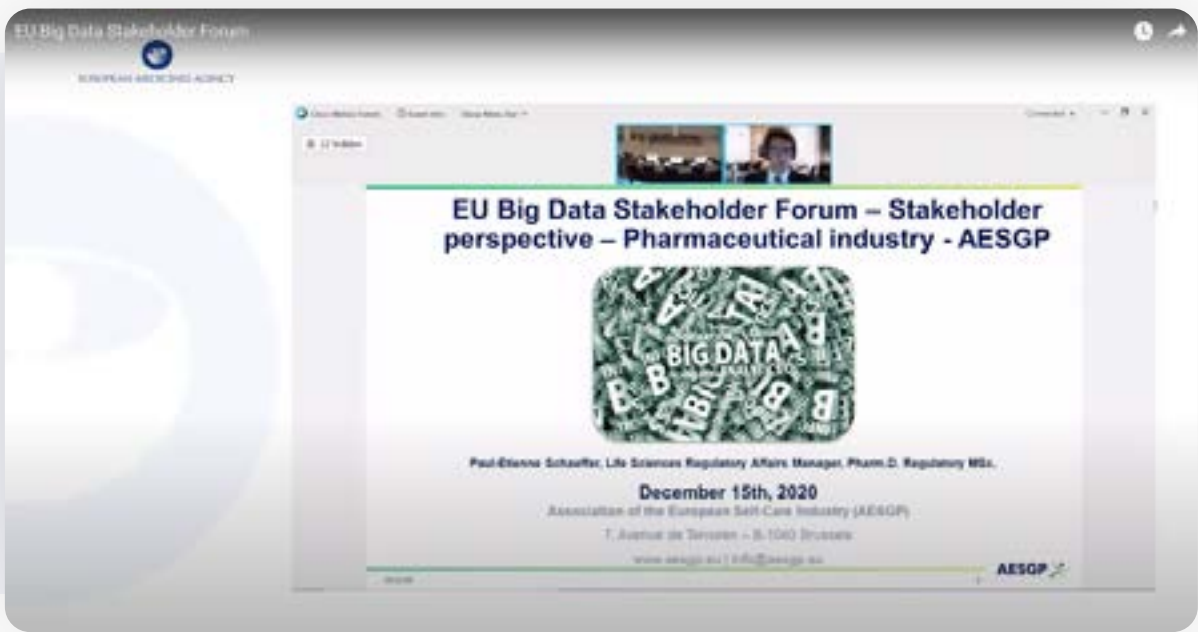 EU Big Data Stakeholder Forum
EUROPEAN MEDICINES AGENCY
EU Big Data Stakeholder Forum – Stakeholder
perspective – Pharmaceutical industry - AESGP
BIG DATA
Paul-Etienne Schaeffer, Life Sciences Regulatory Affairs Manager, Pharm.D. Regulatory MSc.
December 15th, 2020
Association of the European Self-Care Industry (AESGP)
7, Avenue de Tervuren – B-1040 Brussels
www.aesgp.eu | info@aesgp.eu
AESGP